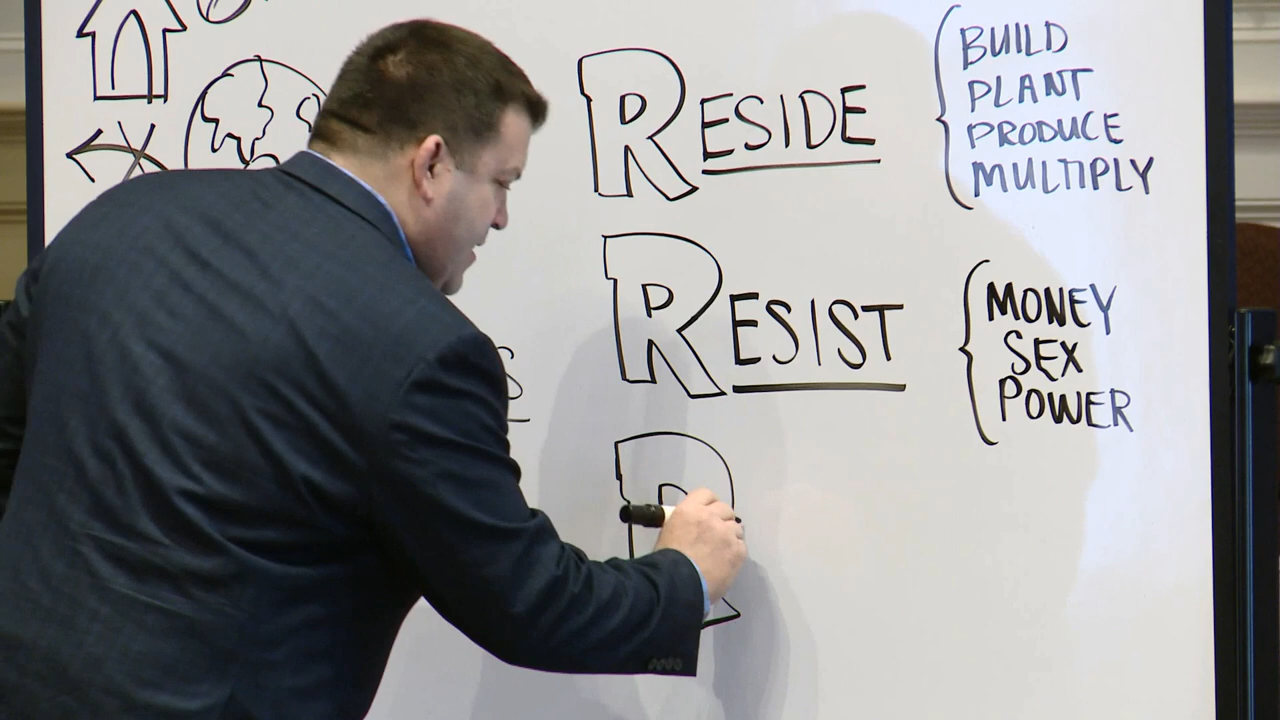 RESIDE
BUILD
PLANT
PRODUCE
MULTIPLY
RESIST
MONEY
SEX
POWER
R